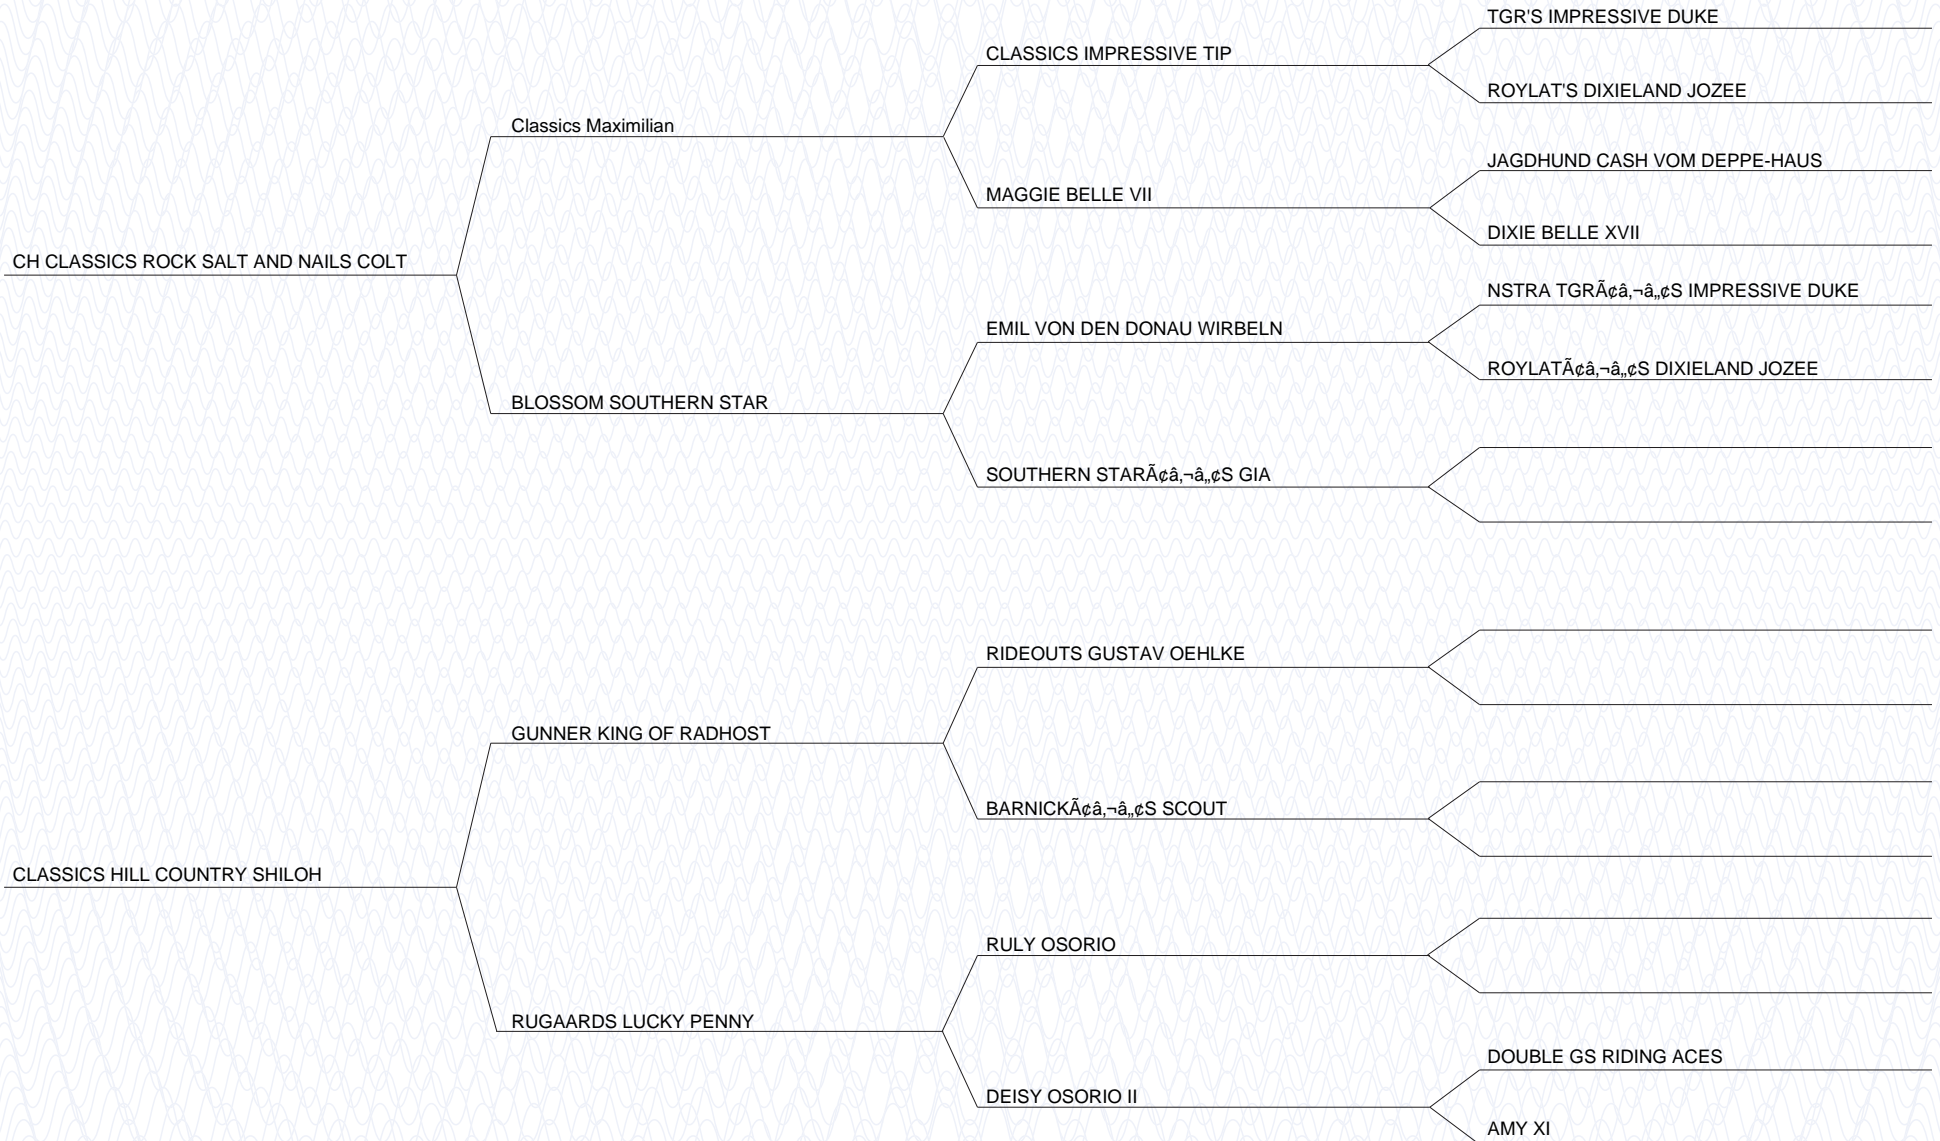 TGR'S IMPRESSIVE DUKE
CLASSICS IMPRESSIVE TIP
ROYLAT'S DIXIELAND JOZEE
Classics Maximilian
JAGDHUND CASH VOM DEPPE-HAUS
MAGGIE BELLE VII
DIXIE BELLE XVII
CH CLASSICS ROCK SALT AND NAILS COLT
NSTRA TGRÃ¢â‚¬â„¢S IMPRESSIVE DUKE
EMIL VON DEN DONAU WIRBELN
ROYLATÃ¢â‚¬â„¢S DIXIELAND JOZEE
BLOSSOM SOUTHERN STAR
SOUTHERN STARÃ¢â‚¬â„¢S GIA
RIDEOUTS GUSTAV OEHLKE
GUNNER KING OF RADHOST
BARNICKÃ¢â‚¬â„¢S SCOUT
CLASSICS HILL COUNTRY SHILOH
RULY OSORIO
RUGAARDS LUCKY PENNY
DOUBLE GS RIDING ACES
DEISY OSORIO II
AMY XI